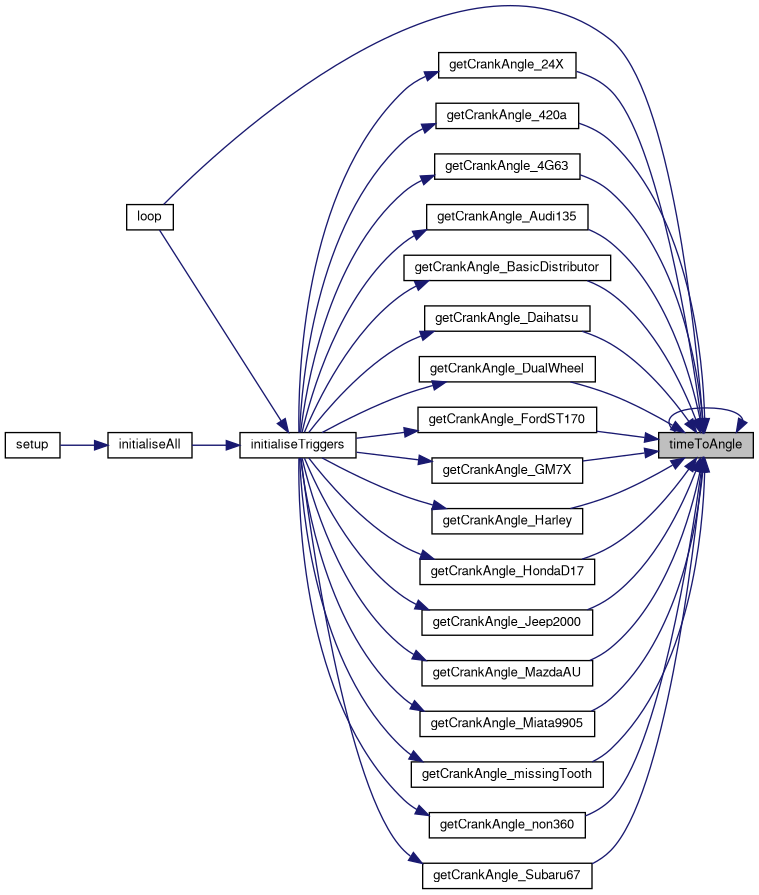 getCrankAngle_24X
getCrankAngle_420a
getCrankAngle_4G63
loop
getCrankAngle_Audi135
getCrankAngle_BasicDistributor
getCrankAngle_Daihatsu
getCrankAngle_DualWheel
getCrankAngle_FordST170
setup
initialiseAll
initialiseTriggers
timeToAngle
getCrankAngle_GM7X
getCrankAngle_Harley
getCrankAngle_HondaD17
getCrankAngle_Jeep2000
getCrankAngle_MazdaAU
getCrankAngle_Miata9905
getCrankAngle_missingTooth
getCrankAngle_non360
getCrankAngle_Subaru67